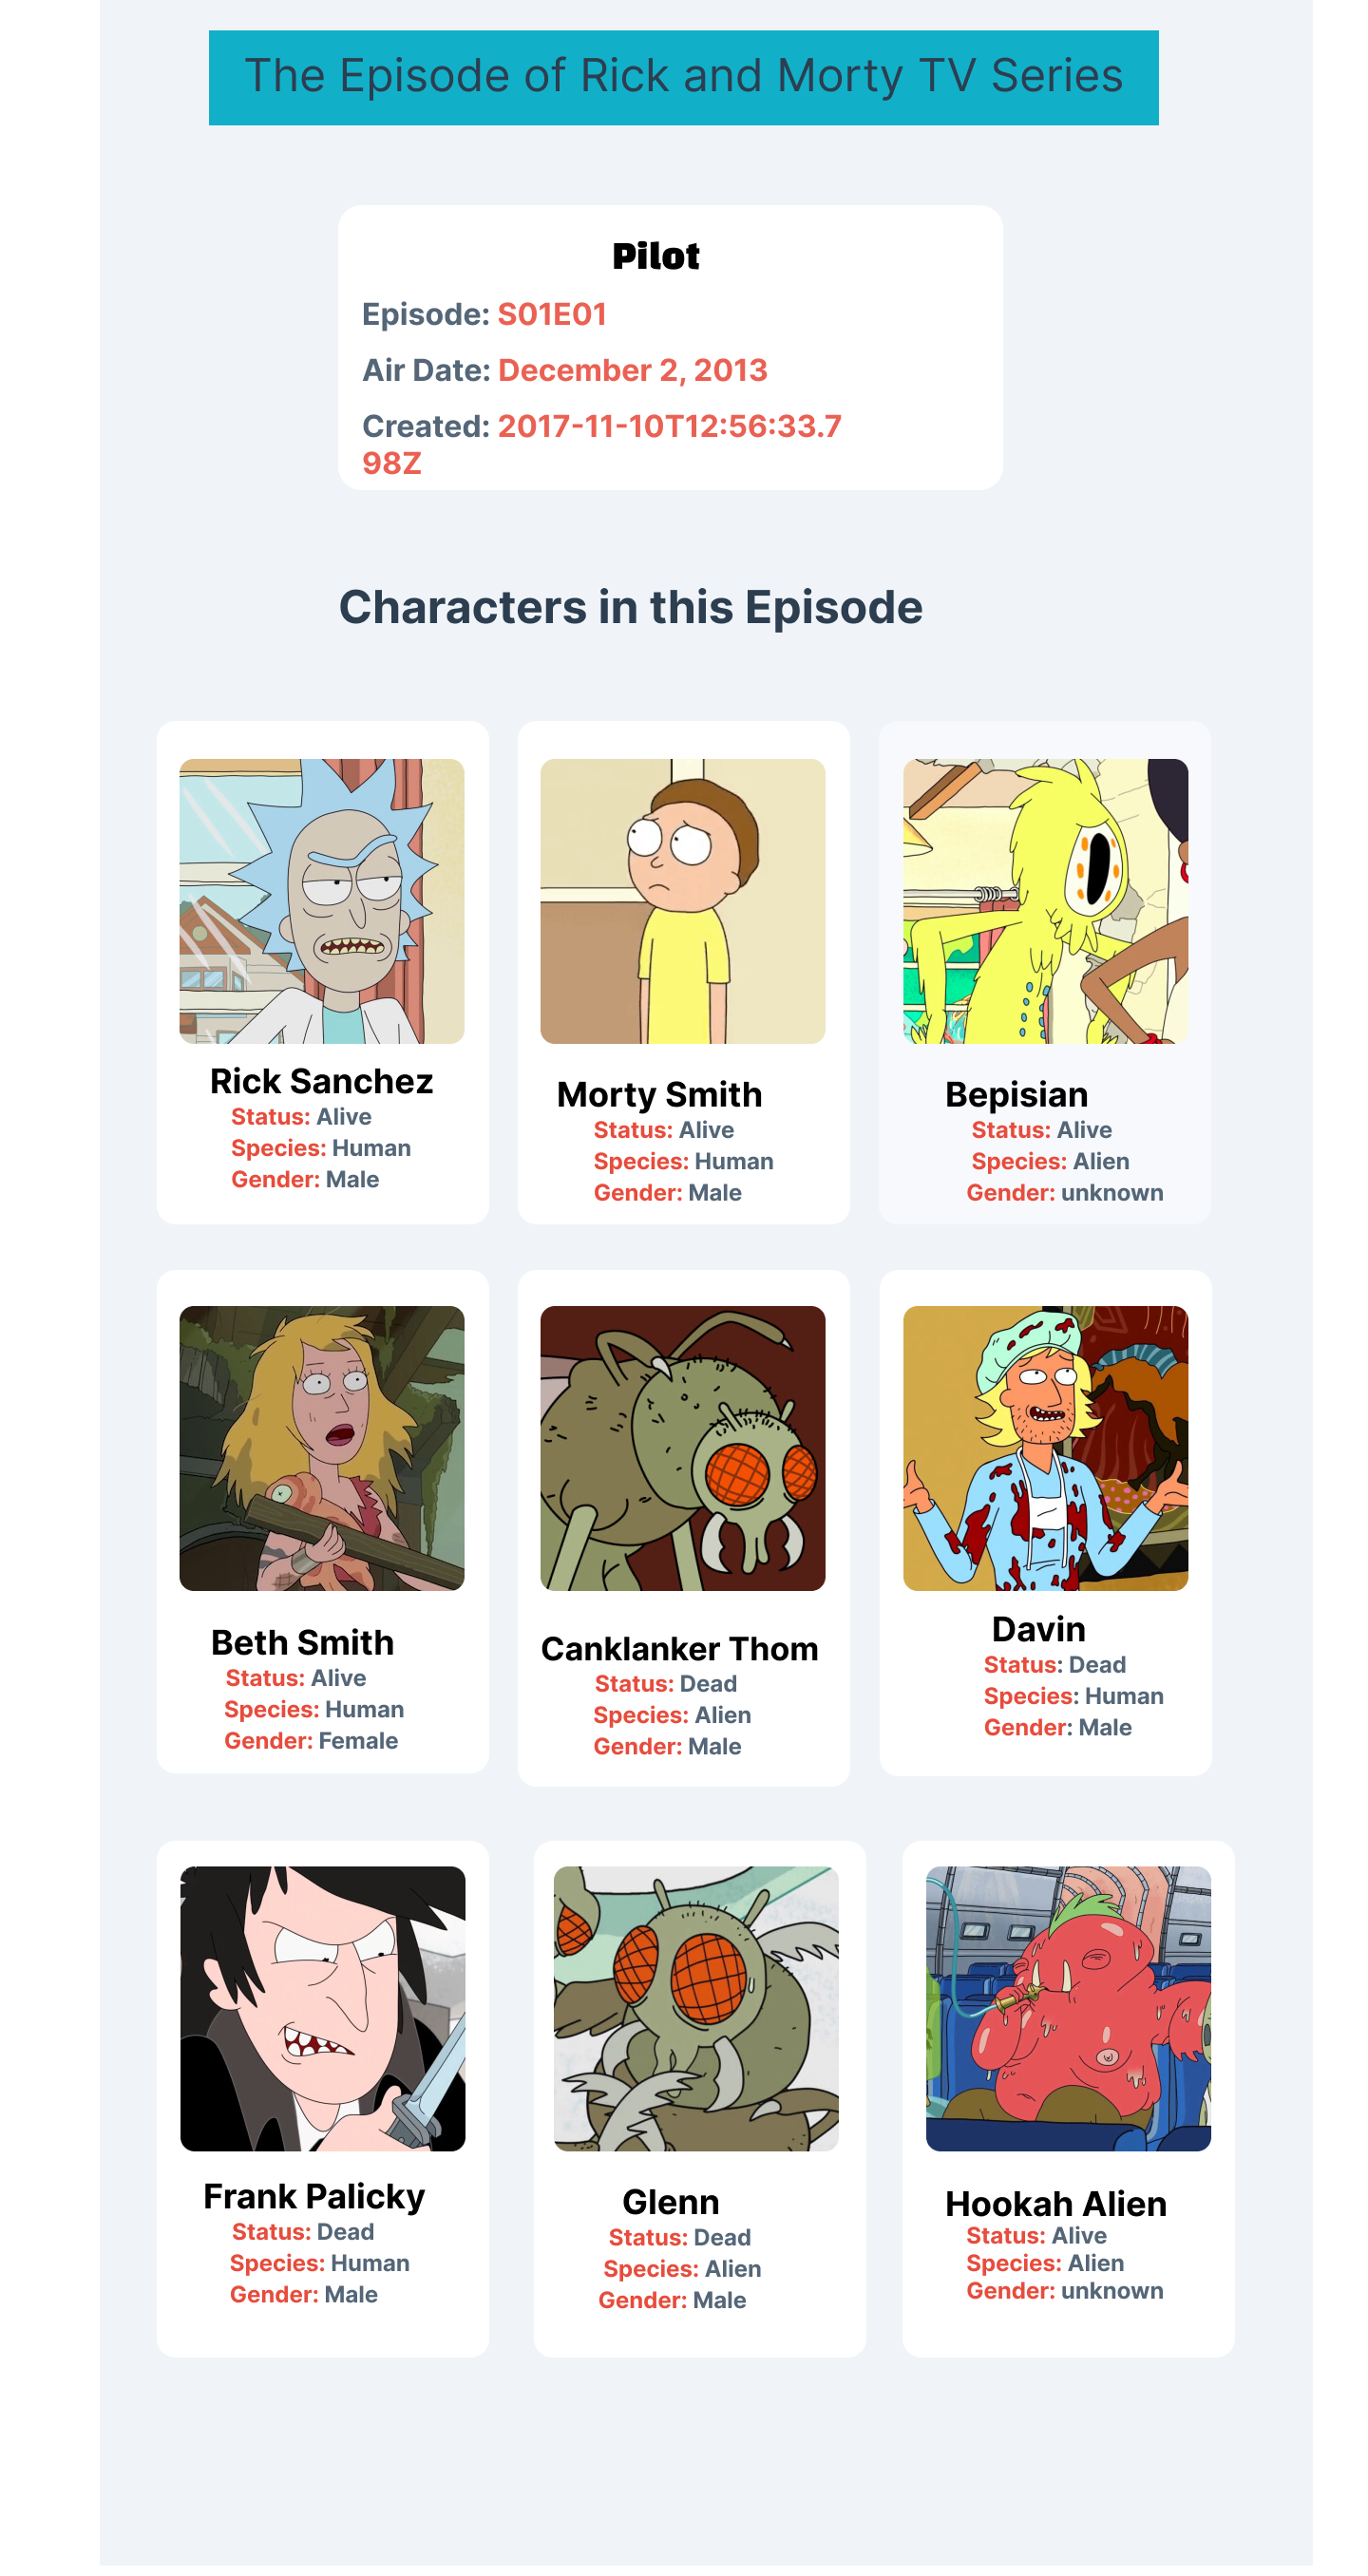 The Episode of Rick and Morty TV Series
Pilot
Episode: S01E01
Air Date: December 2, 2013
Created: 2017-11-10T12:56:33.7
98Z
Characters in this Episode
Rick Sanchez
Status: Alive
Species: Human
Gender: Male
Morty Smith
Status: Alive
Species: Human
Gender: Male
Bepisian
Status: Alive
Species: Alien
Gender: unknown
Beth Smith
Status: Alive
Species: Human
Gender: Female
Canklanker Thom
Status: Dead
Species: Alien
Gender: Male
Davin
Status: Dead
Species: Human
Gender: Male
Frank Palicky
Status: Dead
Species: Human
Gender: Male
Glenn
Status: Dead
Species: Alien
Gender: Male
Hookah Alien
Status: Alive
Species: Alien
Gender: unknown